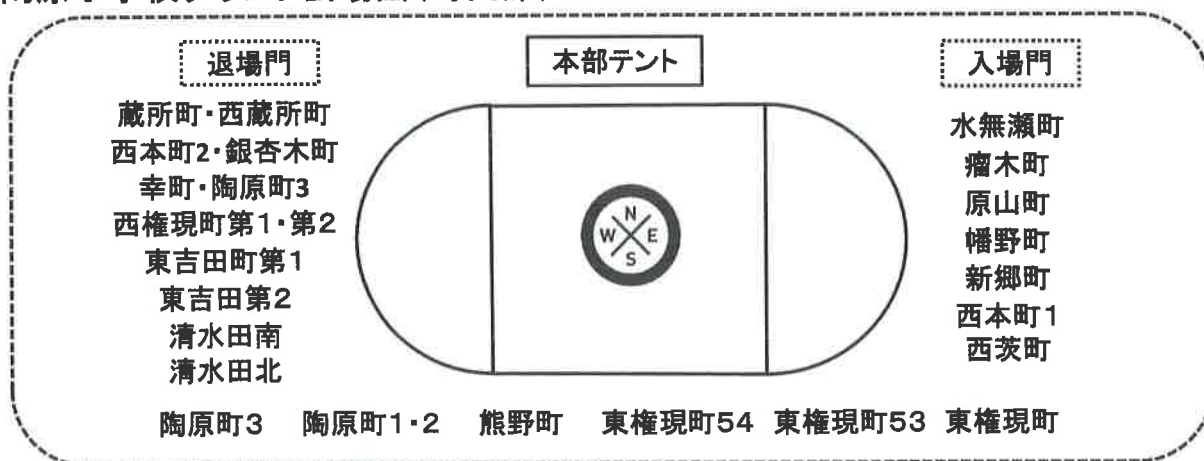 退場門
本部テント
入場門
蔵所町・西蔵所町
西本町2・銀杏木町
幸町・陶原町3
西権現町第1・第2
東吉田町第1
東吉田第2
清水田南
清水田北
N
W E
S
水無瀬町
瘤木町
原山町
幡野町
新郷町
西本町1
西茨町
陶原町3 陶原町1・2 熊野町 東権現町54 東権現町53 東権現町